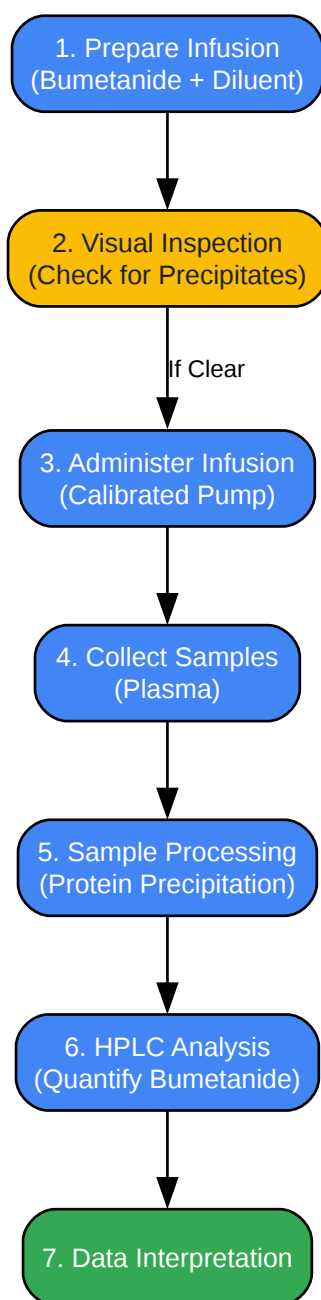 1. Prepare Infusion
(Bumetanide + Diluent)
2. Visual Inspection
(Check for Precipitates)
If Clear
3. Administer Infusion
(Calibrated Pump)
4. Collect Samples
(Plasma)
5. Sample Processing
(Protein Precipitation)
6. HPLC Analysis
(Quantify Bumetanide)
7. Data Interpretation